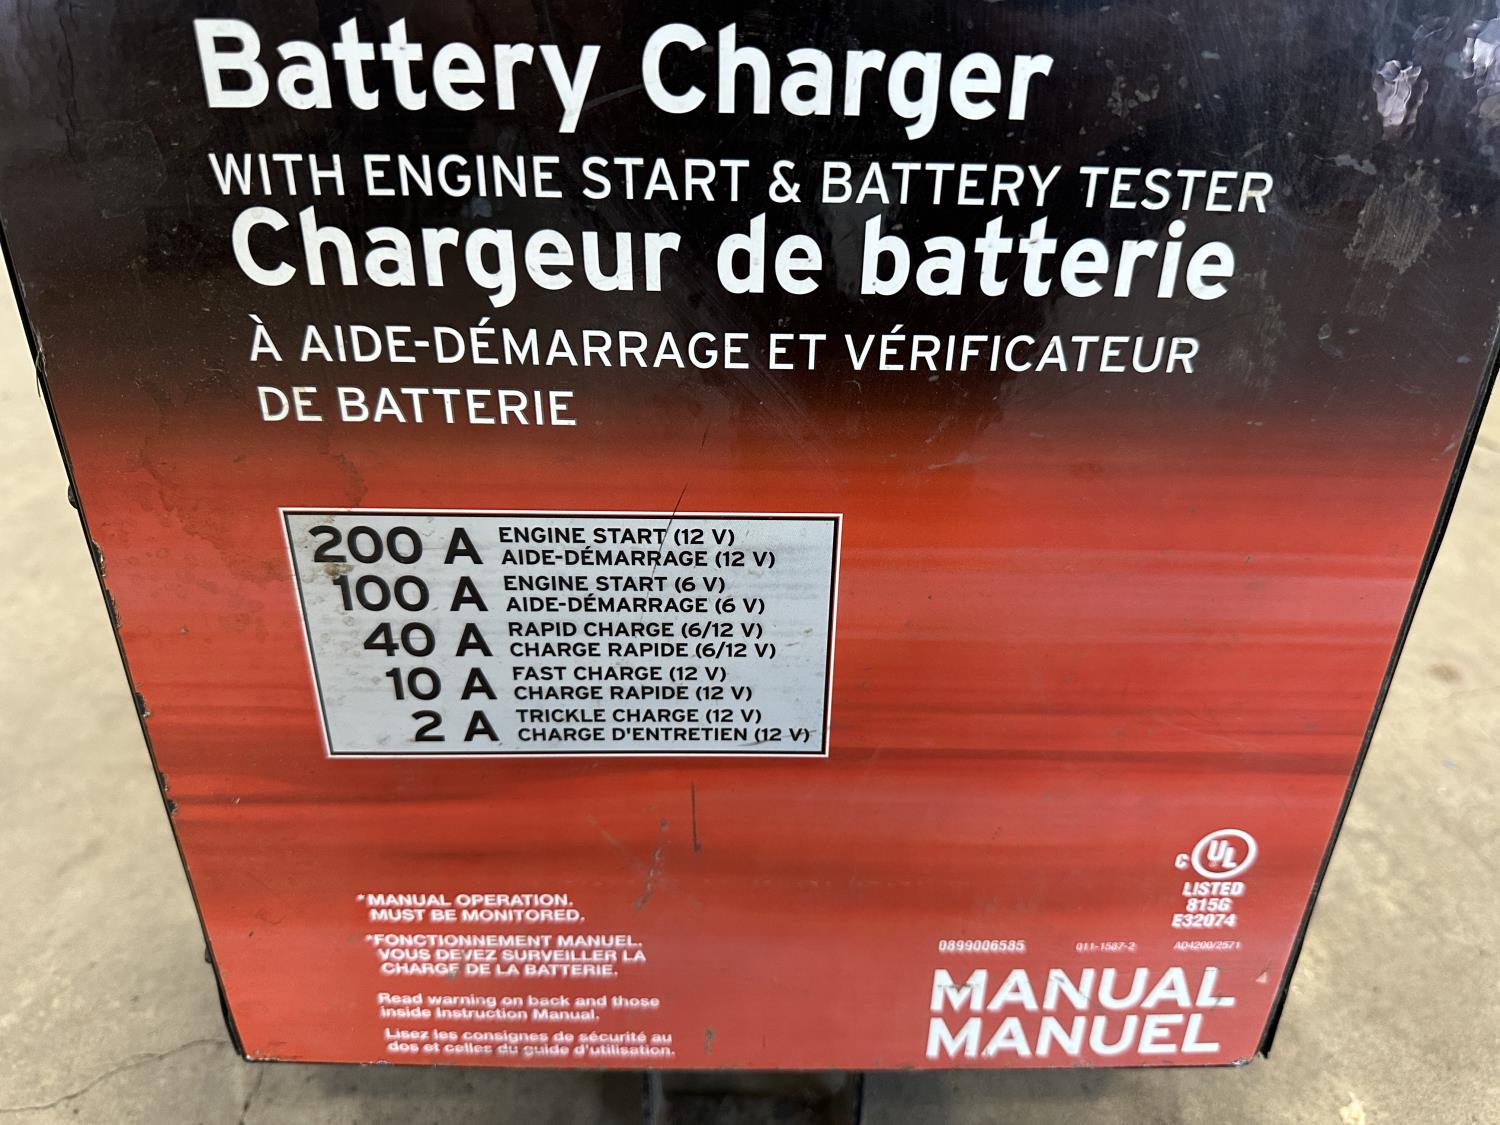 Battery Charger
WITH ENGINE START & BATTERY TESTER
Chargeur de batterie
À AIDE-DÉMARRAGE ET VÉRIFICATEUR
DE BATTERIE
200 A ENGINE START (12 V)
AIDE-DÉMARRAGE (12 V)
100 A ENGINE START (6 V)
AIDE-DÉMARRAGE (6 V)
40 A RAPID CHARGE (6/12 V)
CHARGE RAPIDE (6/12 V)
10 A FAST CHARGE (12 V)
CHARGE RAPIDE (12 V)
2 A TRICKLE CHARGE (12 V)
CHARGE D'ENTRETIEN (12 V)
*MANUAL OPERATION.
MUST BE MONITORED.
*FONCTIONNEMENT MANUEL.
VOUS DEVEZ SURVEILLER LA
CHARGE DE LA BATTERIE.
Read warning on back and those
inside Instruction Manual.
Lisez les consignes de sécurité au
dos et celles du guide d'utilisation.
C UL
LISTED
815G
E32074
0899006585 011-1587-2 AD4200/2571
MANUAL
MANUEL